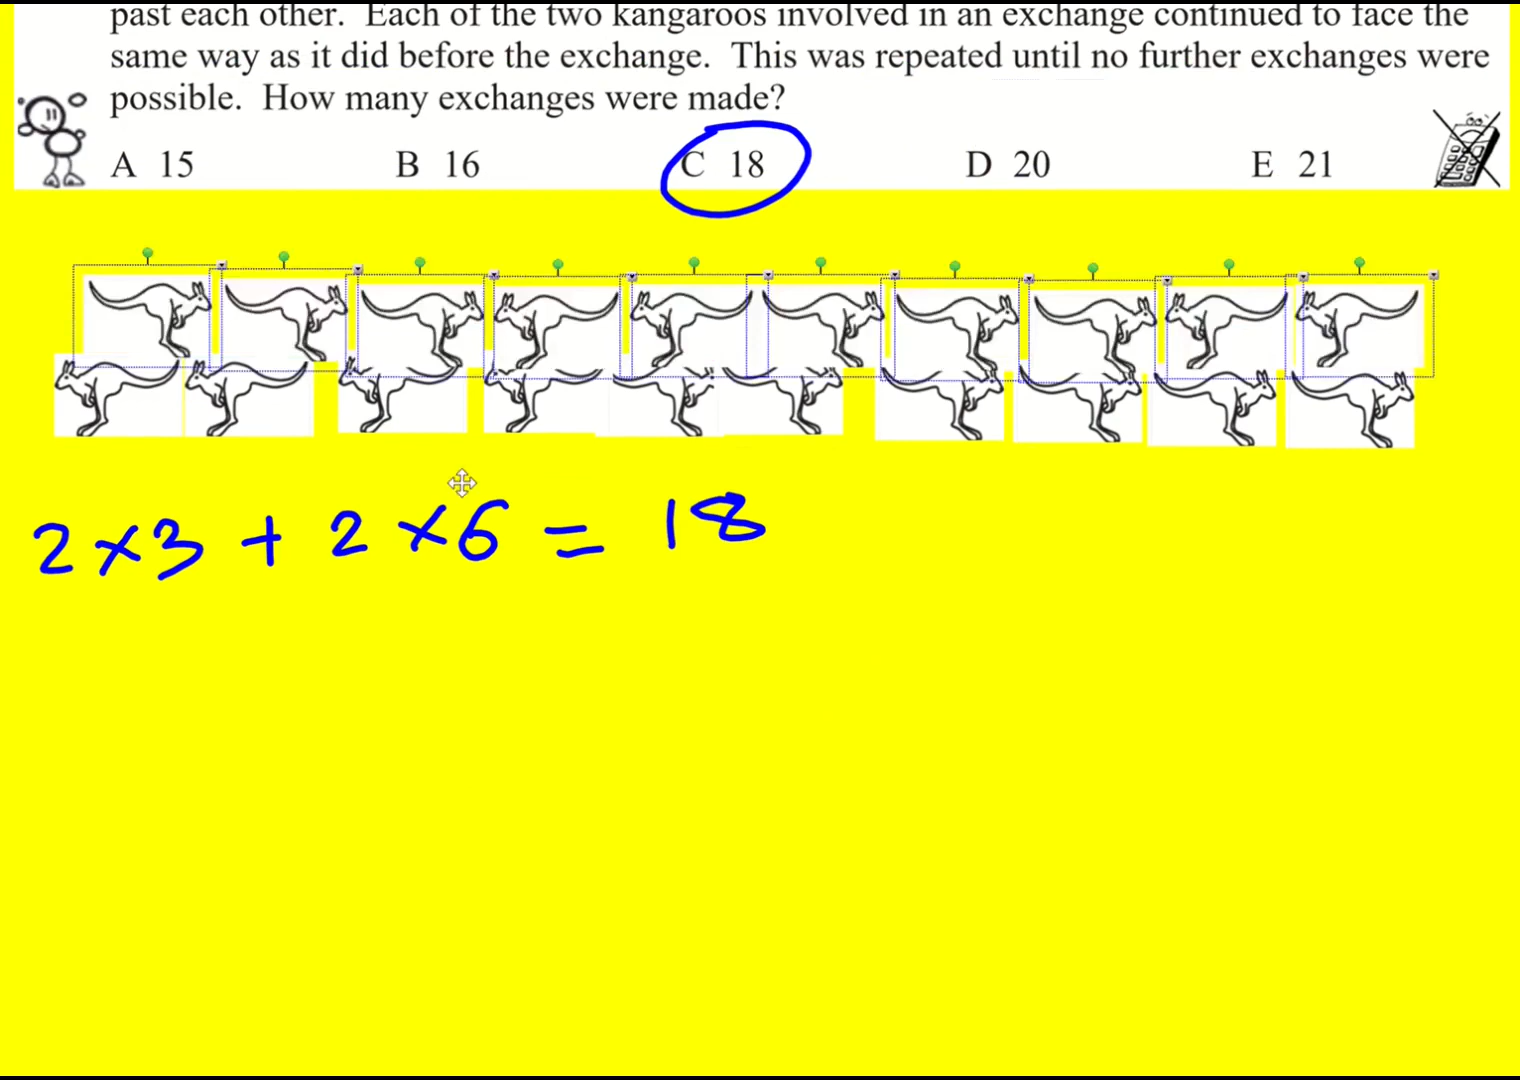 past each other. Each of the two kangaroos involved in an exchange continued to face the
same way as it did before the exchange. This was repeated until no further exchanges were
possible. How many exchanges were made?
A 15 B 16 C 18 D 20 E 21
2 × 3 + 2 × 6 = 18